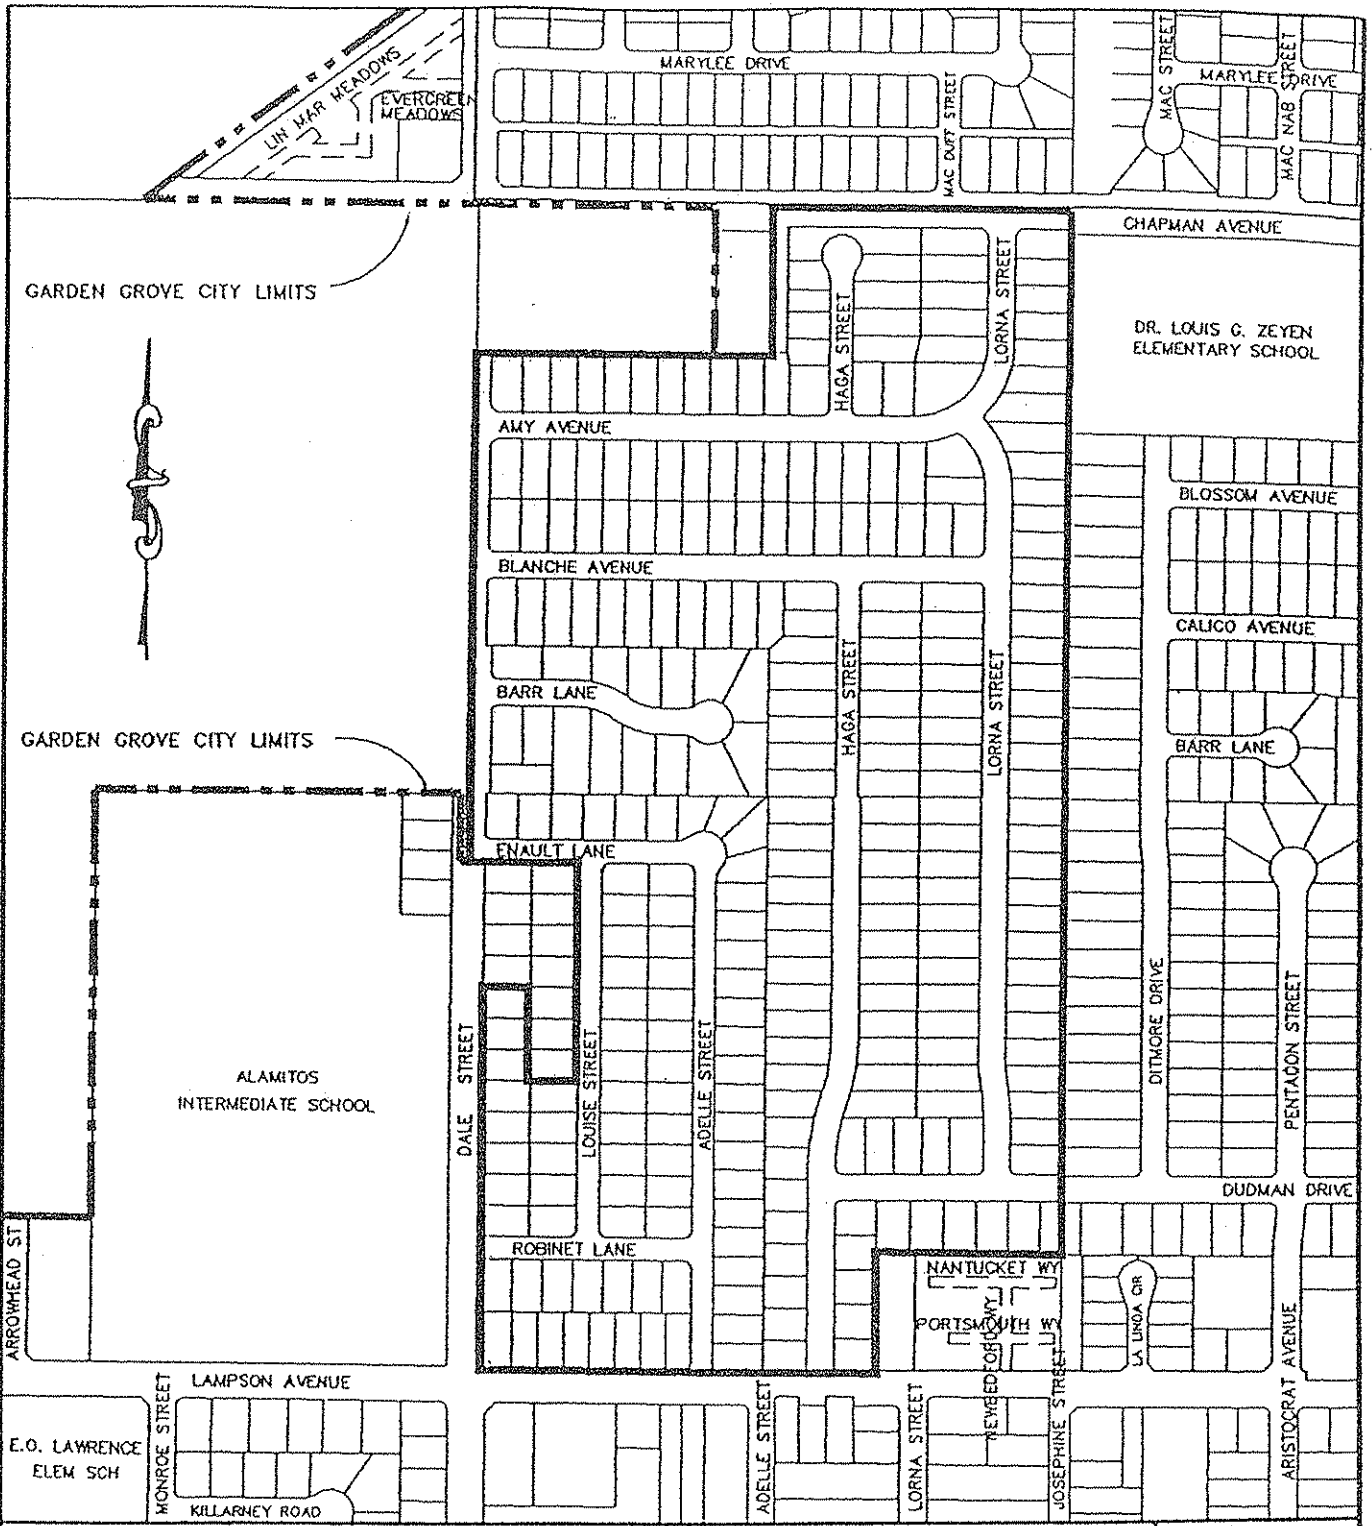 LIN MAR MEADOWS
EVERGREEN
MEADOWS
MARYLEE DRIVE
MAC DUFF STREET
MAC STREET
MARYLEE DRIVE
MAC NAB STREET
CHAPMAN AVENUE
GARDEN GROVE CITY LIMITS
HAGA STREET
LORNA STREET
DR. LOUIS G. ZEYEN
ELEMENTARY SCHOOL
AMY AVENUE
BLOSSOM AVENUE
BLANCHE AVENUE
CALICO AVENUE
BARR LANE
HAGA STREET
LORNA STREET
GARDEN GROVE CITY LIMITS
BARR LANE
ENAULT LANE
DITMORE DRIVE
PENTAGON STREET
ALAMITOS
INTERMEDIATE SCHOOL
DALE STREET
LOUISE STREET
ADELLE STREET
DUDMAN DRIVE
ARROWHEAD ST
ROBINET LANE
NANTUCKET WY
NEWBEDFORD WY
PORTSMOUTH WY
LA LINDA CIR
LAMPSON AVENUE
E.O. LAWRENCE
ELEM SCH
MONROE STREET
KILLARNEY ROAD
ADELLE STREET
LORNA STREET
JOSEPHINE STREET
ARISTOCRAT AVENUE